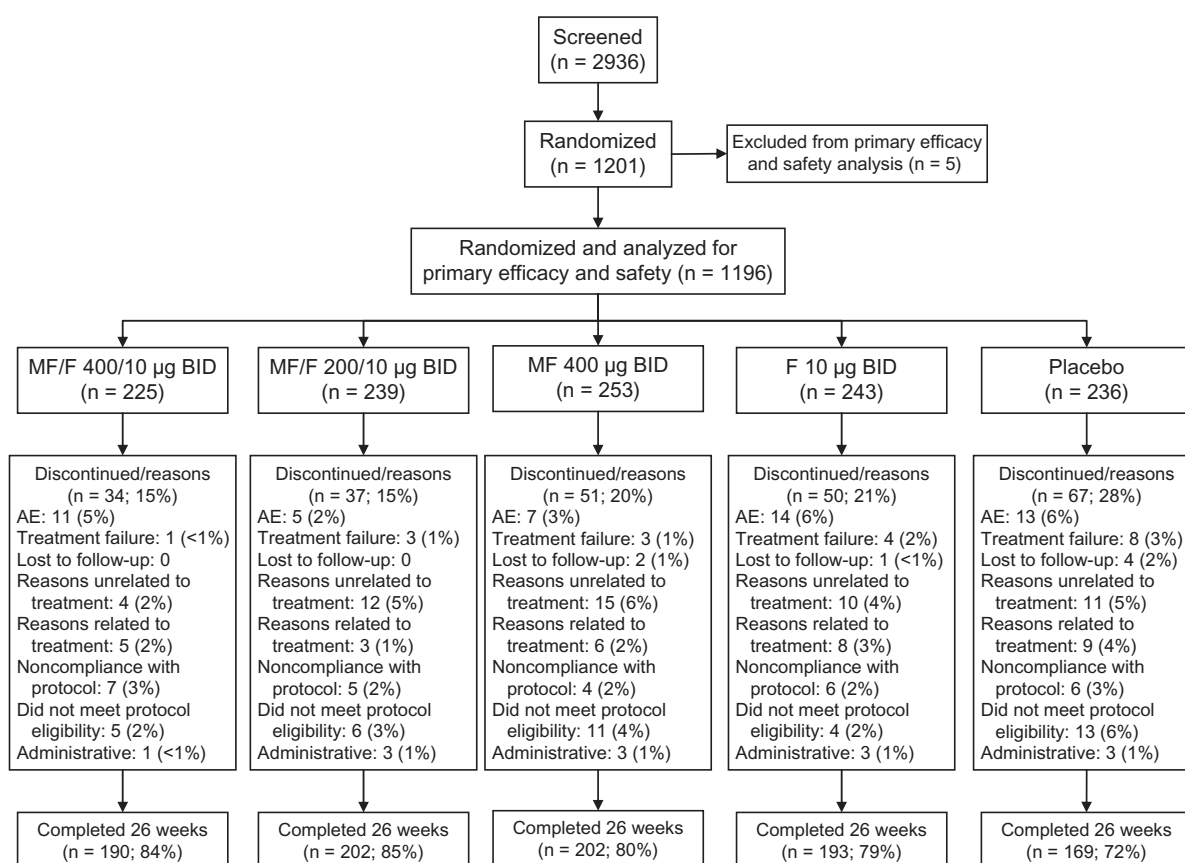 Screened
(n = 2936)
Randomized
(n = 1201)
Excluded from primary efficacy
and safety analysis (n = 5)
Randomized and analyzed for
primary efficacy and safety (n = 1196)
MF/F 400/10 µg BID
(n = 225)
MF/F 200/10 µg BID
(n = 239)
MF 400 µg BID
(n = 253)
F 10 µg BID
(n = 243)
Placebo
(n = 236)
Discontinued/reasons
(n = 34; 15%)
AE: 11 (5%)
Treatment failure: 1 (<1%)
Lost to follow-up: 0
Reasons unrelated to
treatment: 4 (2%)
Reasons related to
treatment: 5 (2%)
Noncompliance with
protocol: 7 (3%)
Did not meet protocol
eligibility: 5 (2%)
Administrative: 1 (<1%)
Discontinued/reasons
(n = 37; 15%)
AE: 5 (2%)
Treatment failure: 3 (1%)
Lost to follow-up: 0
Reasons unrelated to
treatment: 12 (5%)
Reasons related to
treatment: 3 (1%)
Noncompliance with
protocol: 5 (2%)
Did not meet protocol
eligibility: 6 (3%)
Administrative: 3 (1%)
Discontinued/reasons
(n = 51; 20%)
AE: 7 (3%)
Treatment failure: 3 (1%)
Lost to follow-up: 2 (1%)
Reasons unrelated to
treatment: 15 (6%)
Reasons related to
treatment: 6 (2%)
Noncompliance with
protocol: 4 (2%)
Did not meet protocol
eligibility: 11 (4%)
Administrative: 3 (1%)
Discontinued/reasons
(n = 50; 21%)
AE: 14 (6%)
Treatment failure: 4 (2%)
Lost to follow-up: 1 (<1%)
Reasons unrelated to
treatment: 10 (4%)
Reasons related to
treatment: 8 (3%)
Noncompliance with
protocol: 6 (2%)
Did not meet protocol
eligibility: 4 (2%)
Administrative: 3 (1%)
Discontinued/reasons
(n = 67; 28%)
AE: 13 (6%)
Treatment failure: 8 (3%)
Lost to follow-up: 4 (2%)
Reasons unrelated to
treatment: 11 (5%)
Reasons related to
treatment: 9 (4%)
Noncompliance with
protocol: 6 (3%)
Did not meet protocol
eligibility: 13 (6%)
Administrative: 3 (1%)
Completed 26 weeks
(n = 190; 84%)
Completed 26 weeks
(n = 202; 85%)
Completed 26 weeks
(n = 202; 80%)
Completed 26 weeks
(n = 193; 79%)
Completed 26 weeks
(n = 169; 72%)